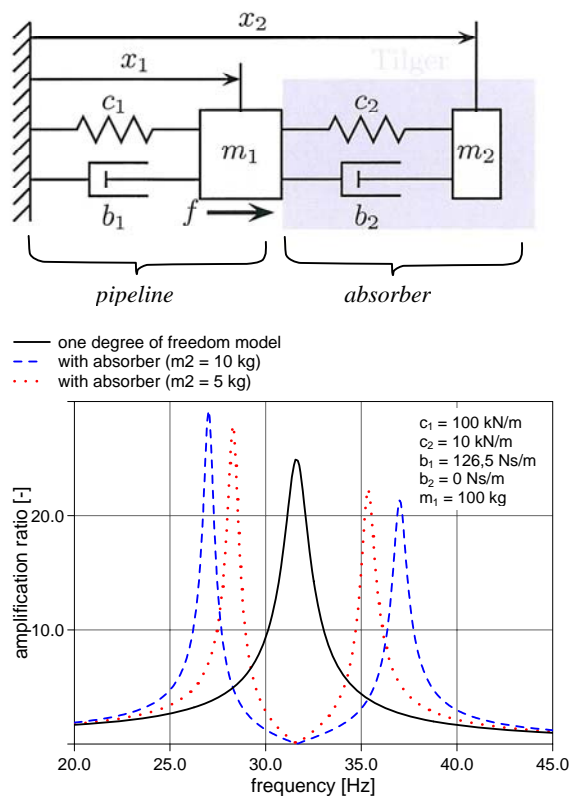 x2
Tilger
x1
c1
c2
m1
m2
b1
f
b2
pipeline
absorber
one degree of freedom model
with absorber (m2 = 10 kg)
with absorber (m2 = 5 kg)
c1 = 100 kN/m
c2 = 10 kN/m
b1 = 126,5 Ns/m
b2 = 0 Ns/m
m1 = 100 kg
amplification ratio [-]
20.0
10.0
20.0 25.0 30.0 35.0 40.0 45.0
frequency [Hz]